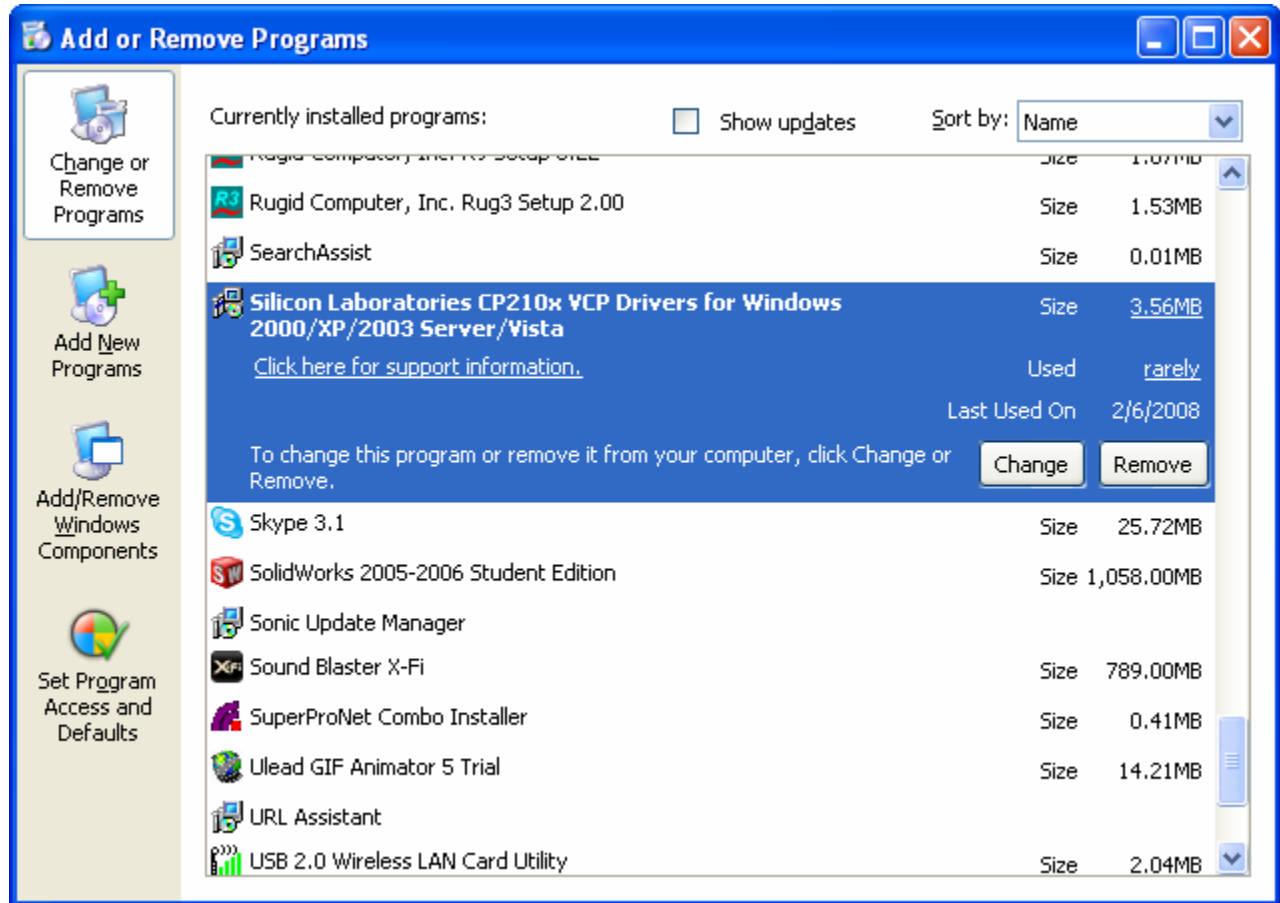 Add or Remove Programs
Change or
Remove
Programs
Add New
Programs
Add/Remove
Windows
Components
Set Program
Access and
Defaults
Currently installed programs:
Show updates
Sort by: Name
Size 1.07MB
R3 Rugid Computer, Inc. Rug3 Setup 2.00 Size 1.53MB
SearchAssist Size 0.01MB
Silicon Laboratories CP210x VCP Drivers for Windows Size 3.56MB
2000/XP/2003 Server/Vista
Click here for support information. Used rarely
Last Used On 2/6/2008
To change this program or remove it from your computer, click Change or
Remove.
Change Remove
Skype 3.1 Size 25.72MB
SolidWorks 2005-2006 Student Edition Size 1,058.00MB
Sonic Update Manager
Sound Blaster X-Fi Size 789.00MB
SuperProNet Combo Installer Size 0.41MB
Ulead GIF Animator 5 Trial Size 14.21MB
URL Assistant
USB 2.0 Wireless LAN Card Utility Size 2.04MB